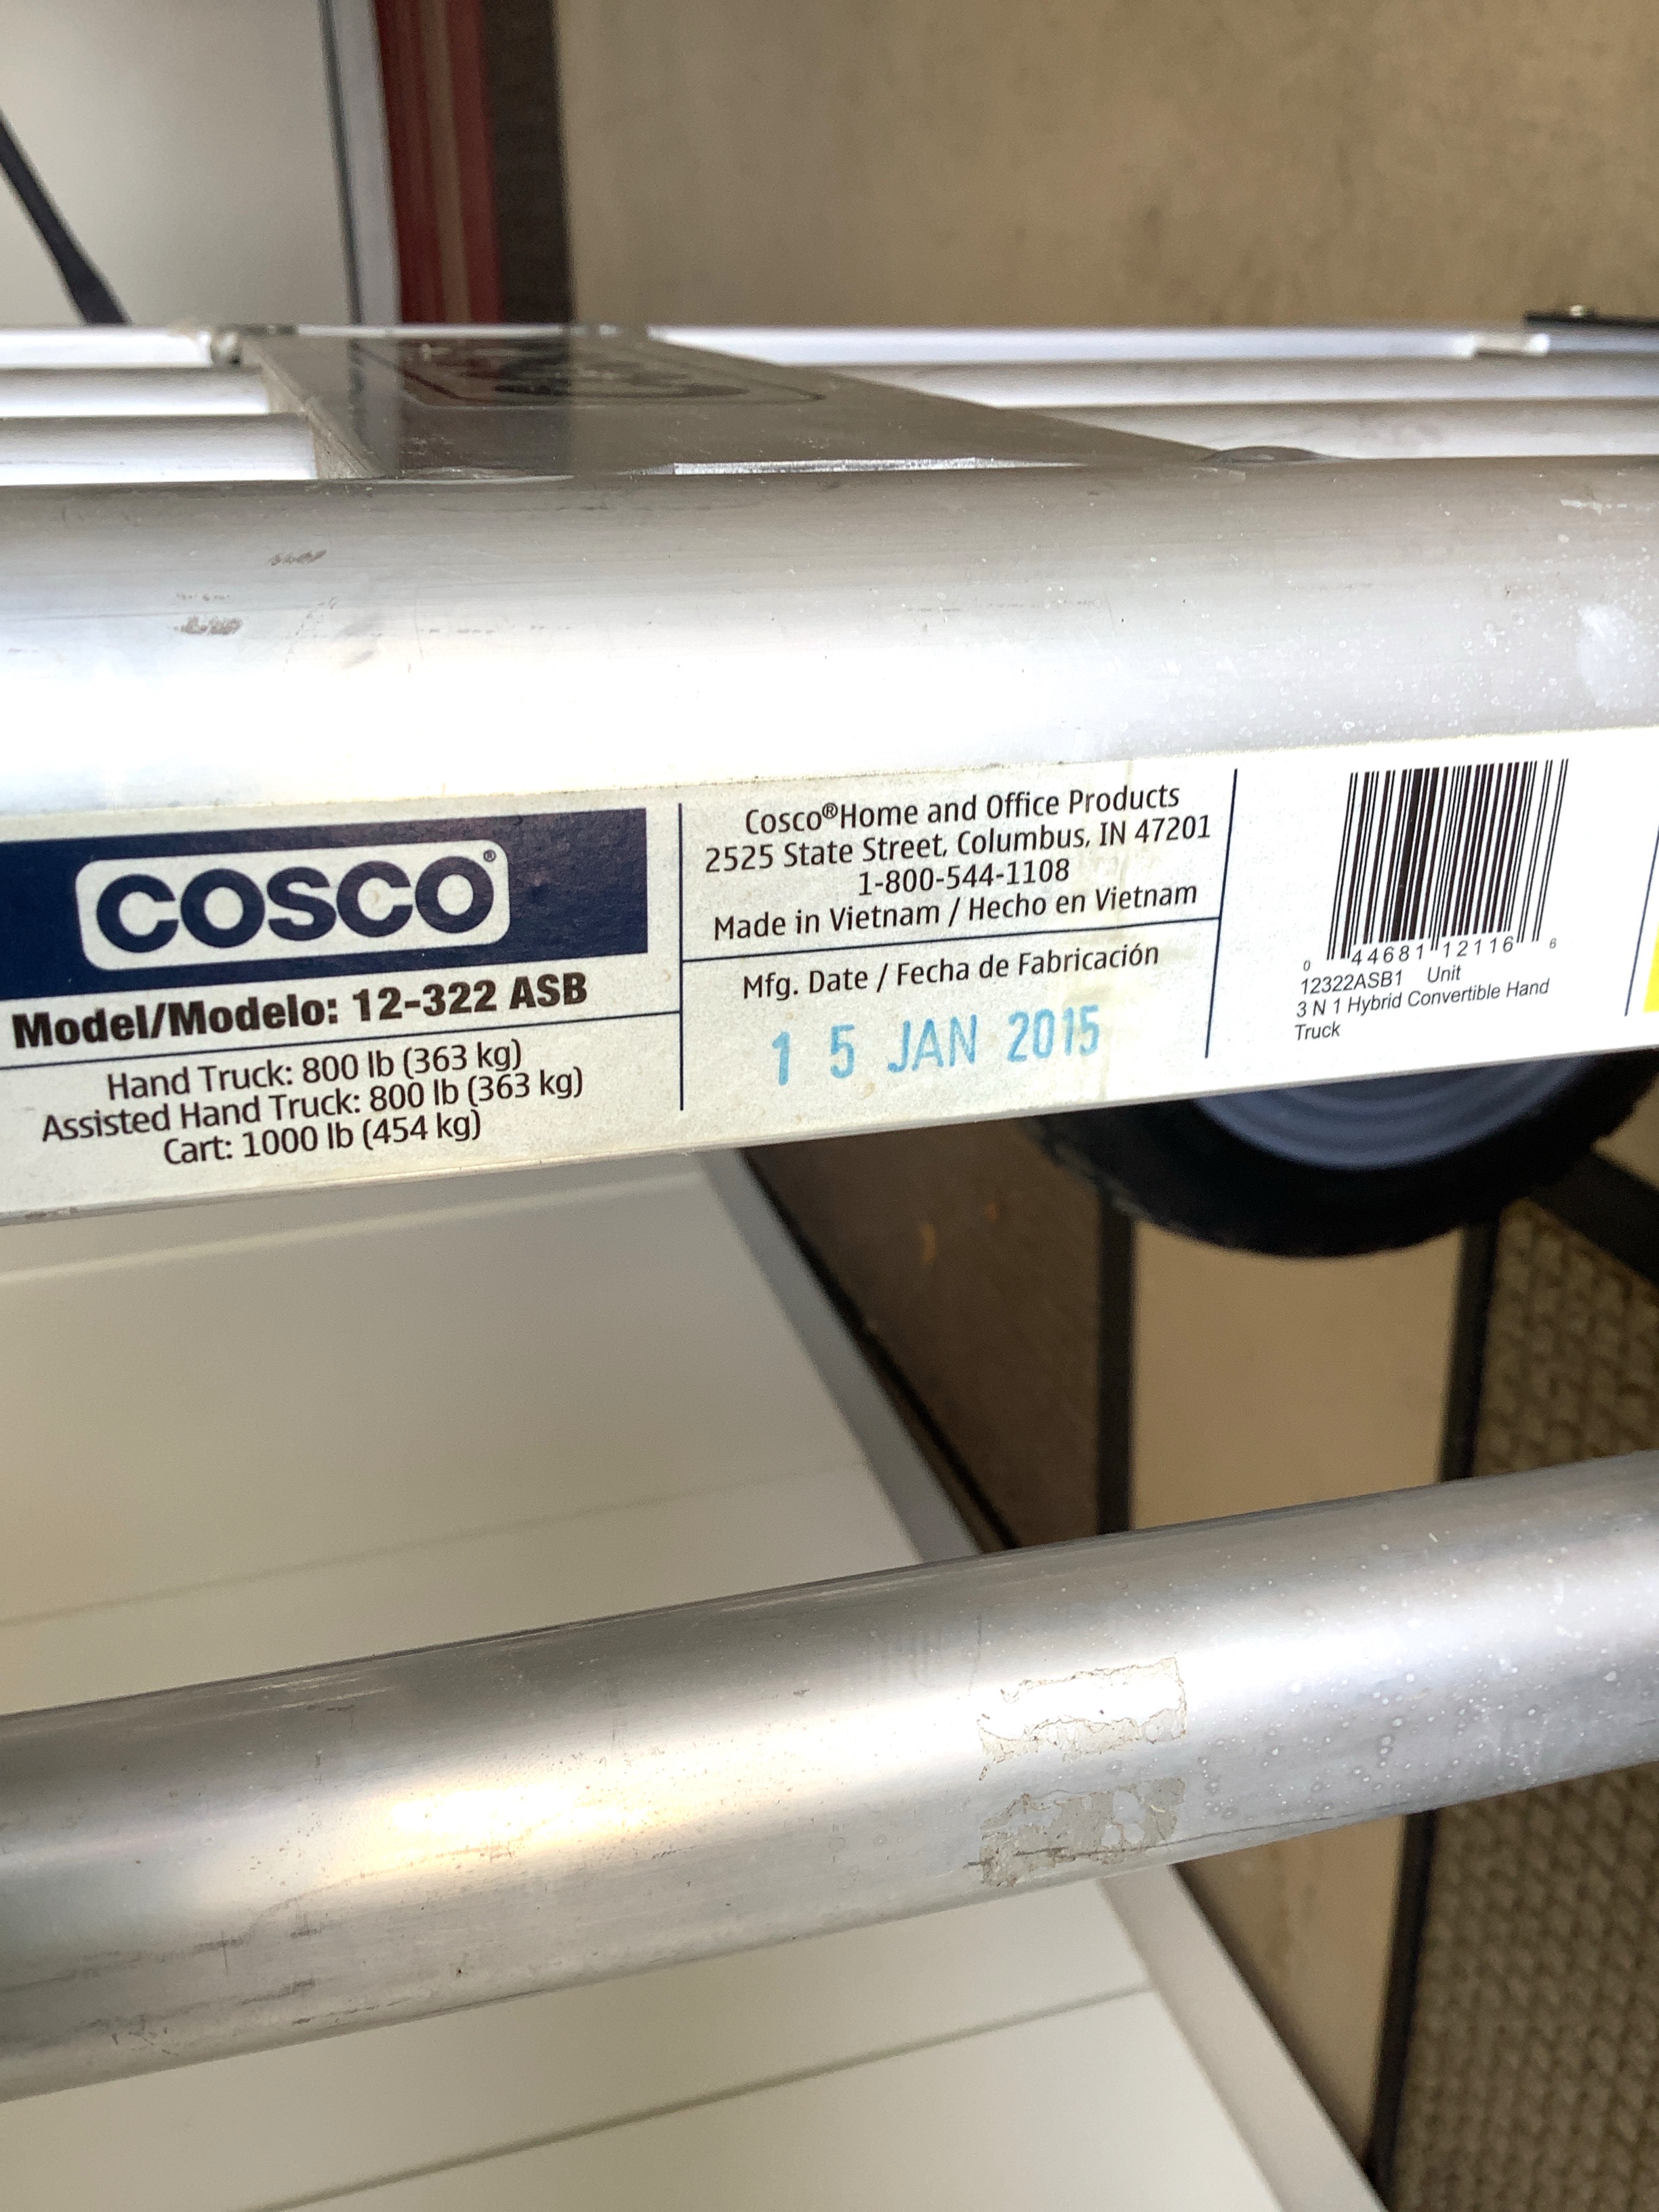 COSCO®
Model/Modelo: 12-322 ASB
Hand Truck: 800 lb (363 kg)
Assisted Hand Truck: 800 lb (363 kg)
Cart: 1000 lb (454 kg)
Cosco®Home and Office Products
2525 State Street, Columbus, IN 47201
1-800-544-1108
Made in Vietnam / Hecho en Vietnam
Mfg. Date / Fecha de Fabricación
1 5 JAN 2015
0 44681 12116 6
12322ASB1 Unit
3 N 1 Hybrid Convertible Hand
Truck